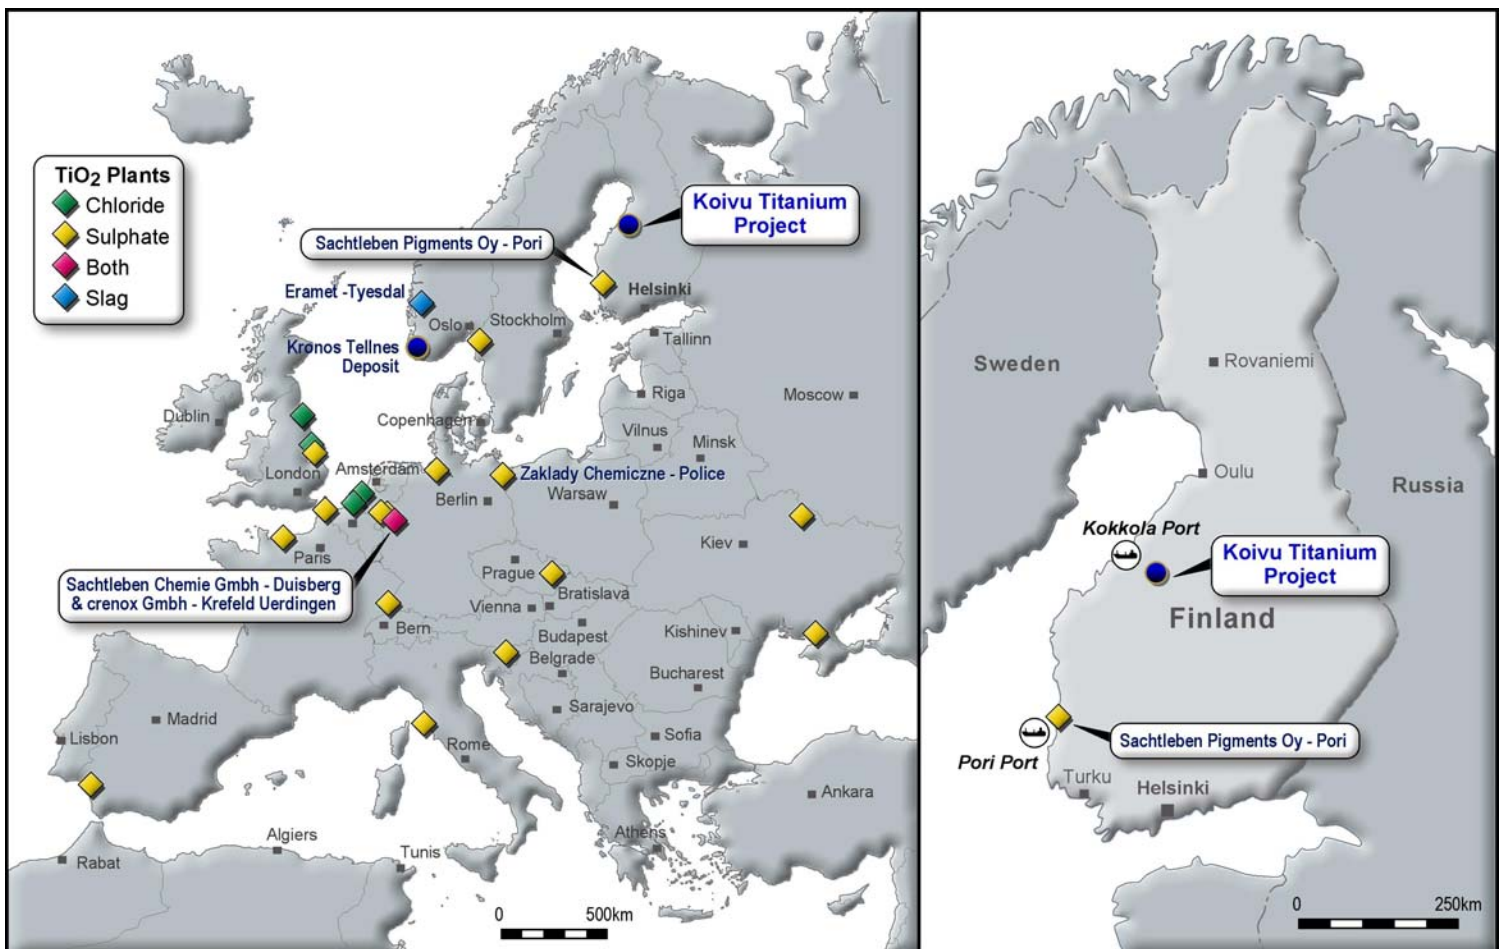 TiO2 Plants
Chloride
Sulphate
Both
Slag
Koivu Titanium
Project
Sachtleben Pigments Oy - Pori
Eramet -Tyesdal
Helsinki
Oslo
Stockholm
Kronos Tellnes
Deposit
Tallinn
Dublin
Copenhagen
Riga
Moscow
Vilnus
Minsk
London
Amsterdam
Zaklady Chemiczne - Police
Berlin
Warsaw
Kiev
Paris
Prague
Sachtleben Chemie Gmbh - Duisberg
& crenox Gmbh - Krefeld Uerdingen
Bratislava
Vienna
Bern
Budapest
Kishinev
Belgrade
Bucharest
Madrid
Sarajevo
Lisbon
Rome
Sofia
Skopje
Ankara
Athens
Algiers
Rabat
Tunis
0 500km
Sweden
Rovaniemi
Oulu
Russia
Kokkola Port
Koivu Titanium
Project
Finland
Sachtleben Pigments Oy - Pori
Pori Port
Turku
Helsinki
0 250km